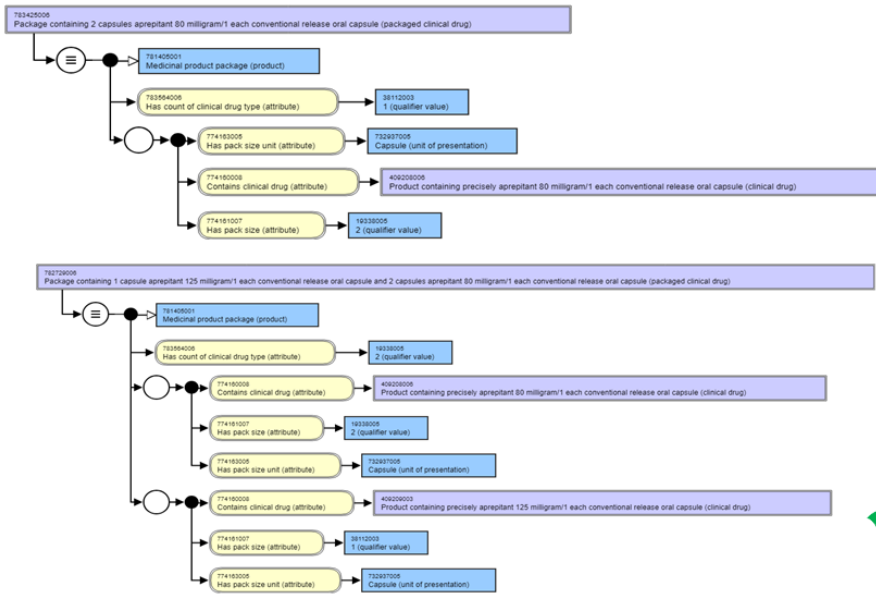 783425006
Package containing 2 capsules aprepitant 80 milligram/1 each conventional release oral capsule (packaged clinical drug)
781405001
Medicinal product package (product)
783564006
Has count of clinical drug type (attribute)
38112003
1 (qualifier value)
774163005
Has pack size unit (attribute)
732937005
Capsule (unit of presentation)
774160008
Contains clinical drug (attribute)
409208006
Product containing precisely aprepitant 80 milligram/1 each conventional release oral capsule (clinical drug)
774161007
Has pack size (attribute)
19338005
2 (qualifier value)
782729006
Package containing 1 capsule aprepitant 125 milligram/1 each conventional release oral capsule and 2 capsules aprepitant 80 milligram/1 each conventional release oral capsule (packaged clinical drug)
781405001
Medicinal product package (product)
783564006
Has count of clinical drug type (attribute)
19338005
2 (qualifier value)
774160008
Contains clinical drug (attribute)
409208006
Product containing precisely aprepitant 80 milligram/1 each conventional release oral capsule (clinical drug)
774161007
Has pack size (attribute)
19338005
2 (qualifier value)
774163005
Has pack size unit (attribute)
732937005
Capsule (unit of presentation)
774160008
Contains clinical drug (attribute)
409209003
Product containing precisely aprepitant 125 milligram/1 each conventional release oral capsule (clinical drug)
774161007
Has pack size (attribute)
38112003
1 (qualifier value)
774163005
Has pack size unit (attribute)
732937005
Capsule (unit of presentation)